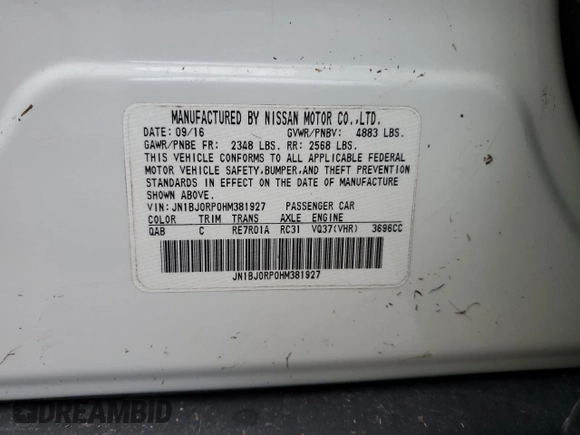 MANUFACTURED BY NISSAN MOTOR CO.,LTD.
DATE: 09/16 GVWR/PNBV: 4883 LBS.
GAWR/PNBE FR: 2348 LBS. RR: 2568 LBS.
THIS VEHICLE CONFORMS TO ALL APPLICABLE FEDERAL
MOTOR VEHICLE SAFETY,BUMPER,AND THEFT PREVENTION
STANDARDS IN EFFECT ON THE DATE OF MANUFACTURE
SHOWN ABOVE.
VIN: JN1BJ0RP0HM381927 PASSENGER CAR
COLOR TRIM TRANS AXLE ENGINE
QAB C RE7R01A RC31 VQ37(VHR) 3696CC
JN1BJ0RP0HM381927
DREAMBID